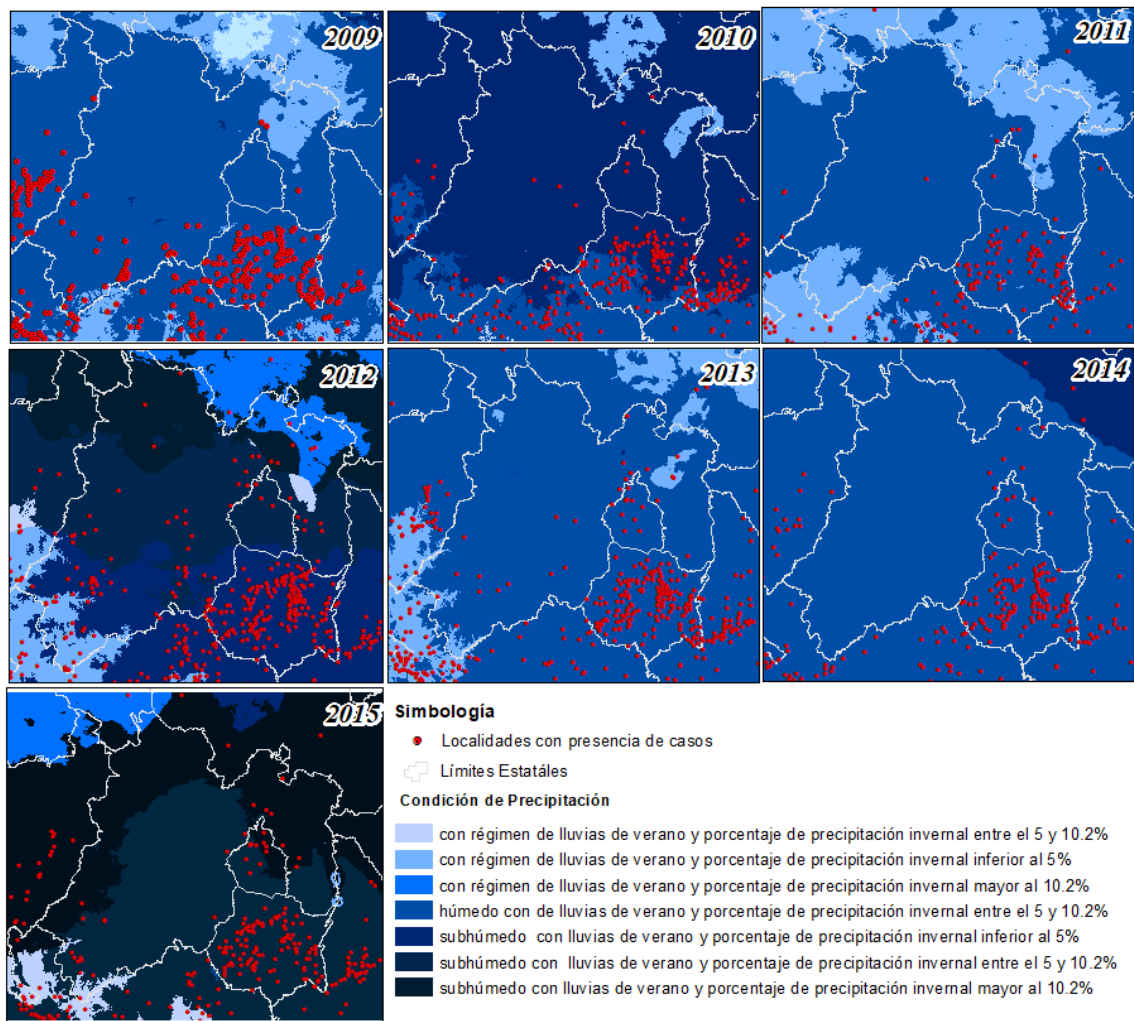 2009
2010
2011
2012
2013
2014
2015
Simbología
Localidades con presencia de casos
Límites Estatáles
Condición de Precipitación
con régimen de lluvias de verano y porcentaje de precipitación invernal entre el 5 y 10.2%
con régimen de lluvias de verano y porcentaje de precipitación invernal inferior al 5%
con régimen de lluvias de verano y porcentaje de precipitación invernal mayor al 10.2%
húmedo con de lluvias de verano y porcentaje de precipitación invernal entre el 5 y 10.2%
subhúmedo con lluvias de verano y porcentaje de precipitación invernal inferior al 5%
subhúmedo con lluvias de verano y porcentaje de precipitación invernal entre el 5 y 10.2%
subhúmedo con lluvias de verano y porcentaje de precipitación invernal mayor al 10.2%